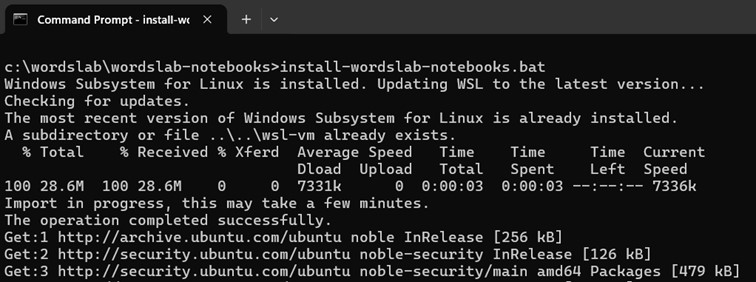 Command Prompt - install-wo
c:\wordslab\wordslab-notebooks>install-wordslab-notebooks.bat
Windows Subsystem for Linux is installed. Updating WSL to the latest version...
Checking for updates.
The most recent version of Windows Subsystem for Linux is already installed.
A subdirectory or file ..\..\wsl-vm already exists.
  % Total    % Received % Xferd  Average Speed   Time    Time     Time  Current
                                 Dload  Upload   Total   Spent    Left  Speed
100 28.6M  100 28.6M    0     0  7331k      0  0:00:03  0:00:03 --:--:-- 7336k
Import in progress, this may take a few minutes.
The operation completed successfully.
Get:1 http://archive.ubuntu.com/ubuntu noble InRelease [256 kB]
Get:2 http://security.ubuntu.com/ubuntu noble-security InRelease [126 kB]
Get:3 http://security.ubuntu.com/ubuntu noble-security/main amd64 Packages [479 kB]